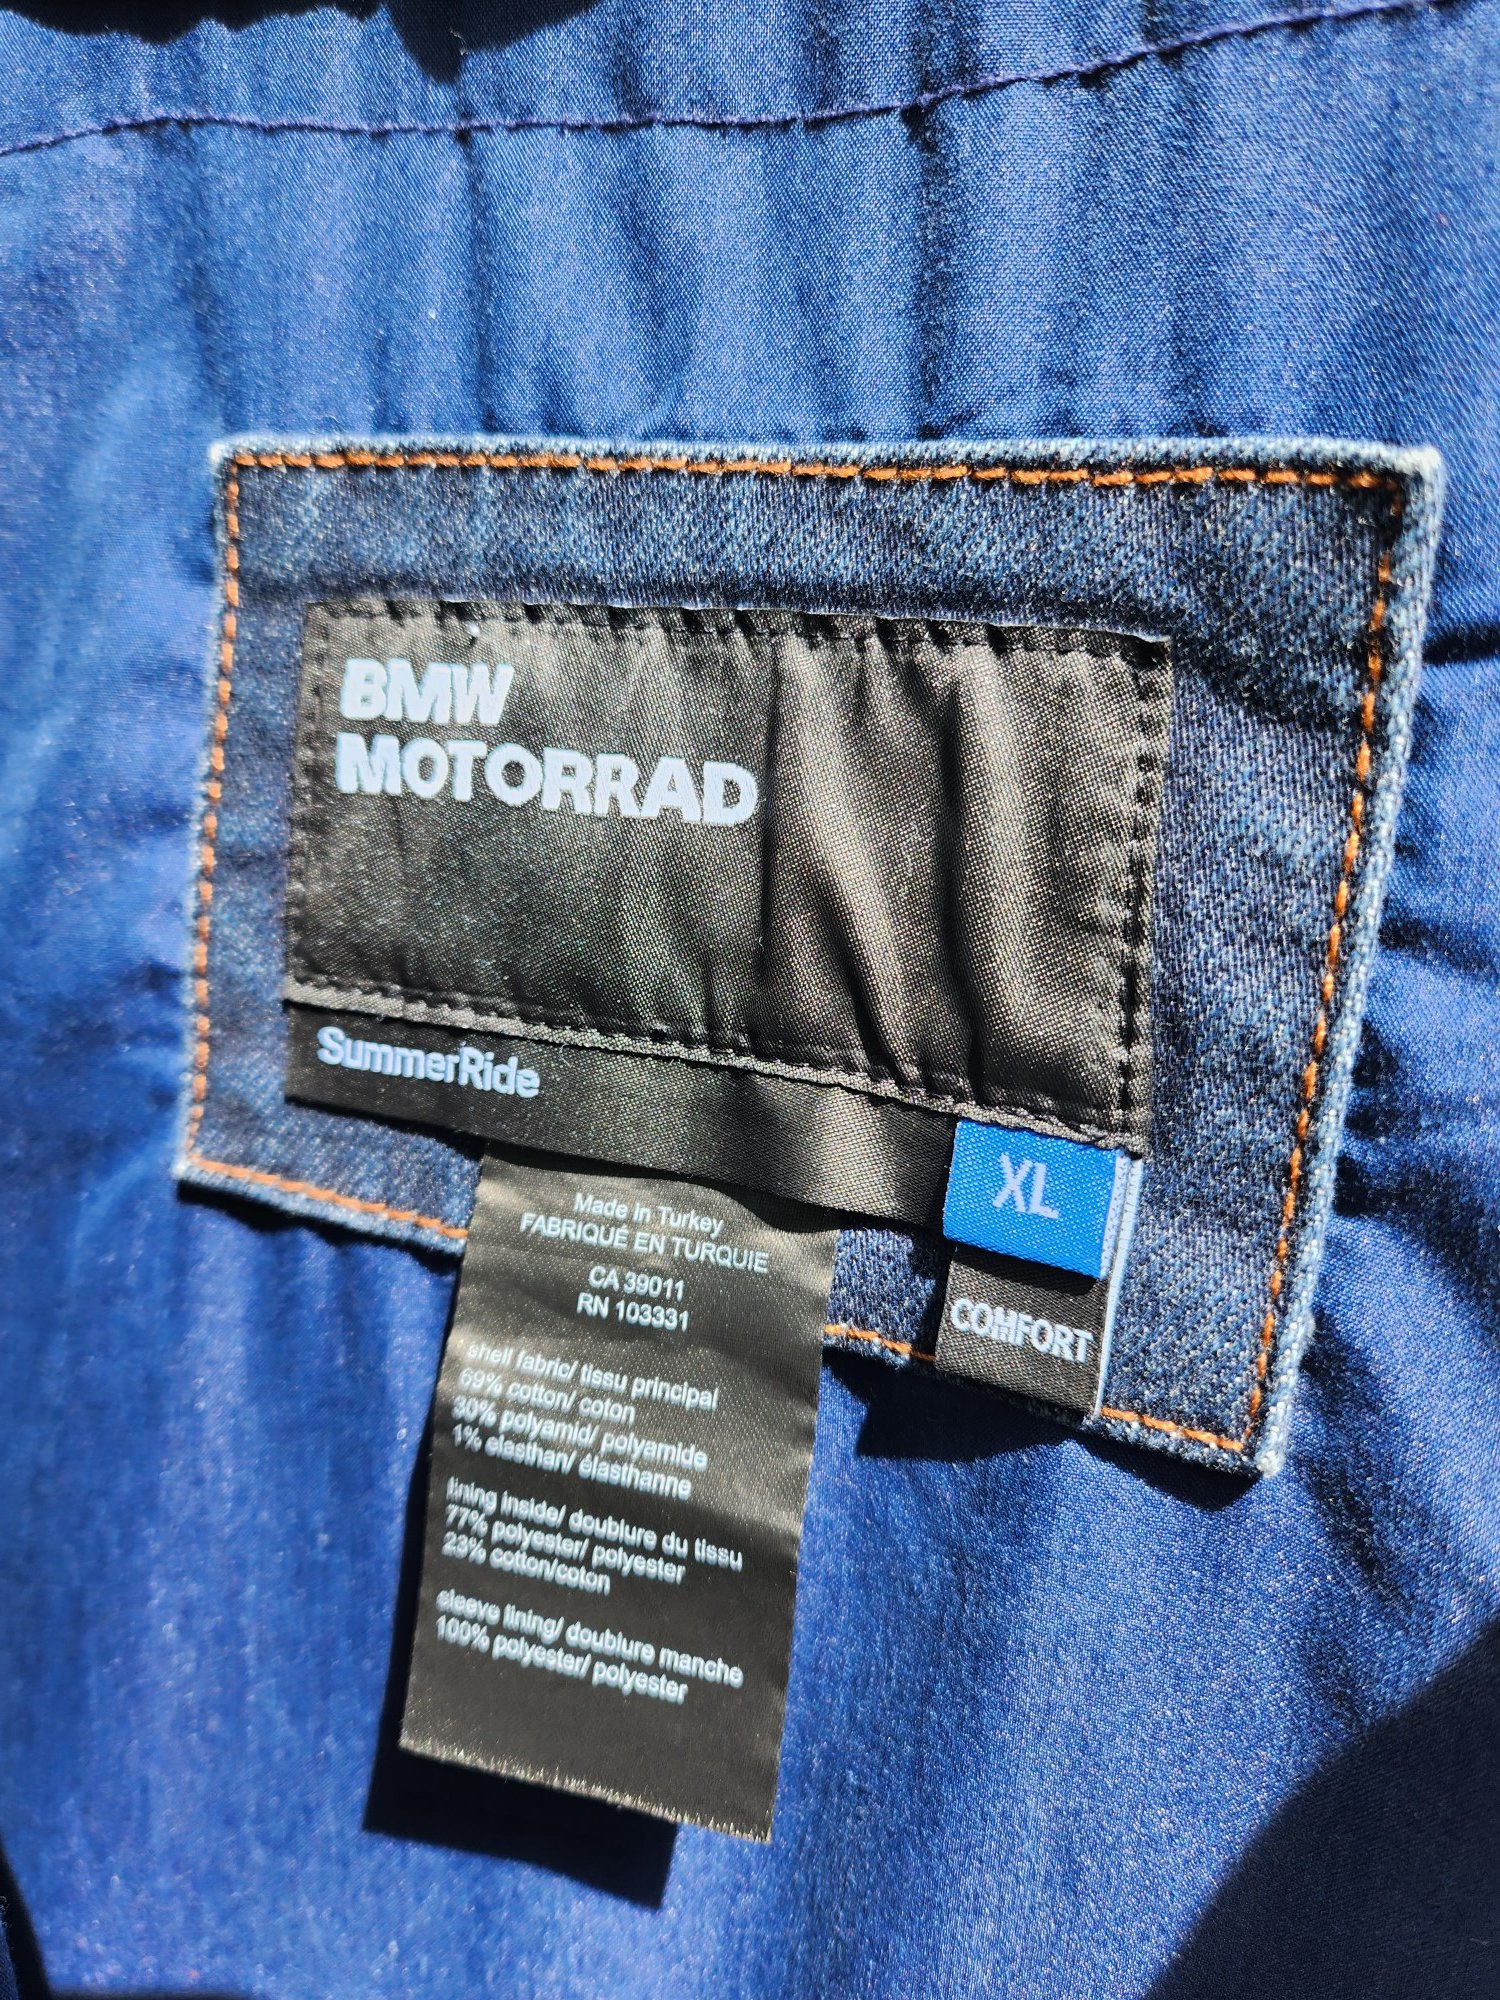 BMW
MOTORRAD
SummerRide
XL
COMFORT
Made in Turkey
FABRIQUÉ EN TURQUIE
CA 39011
RN 103331
shell fabric/ tissu principal
69% cotton/ coton
30% polyamid/ polyamide
1% elasthan/ élasthanne
lining inside/ doublure du tissu
77% polyester/ polyester
23% cotton/coton
sleeve lining/ doublure manche
100% polyester/ polyester